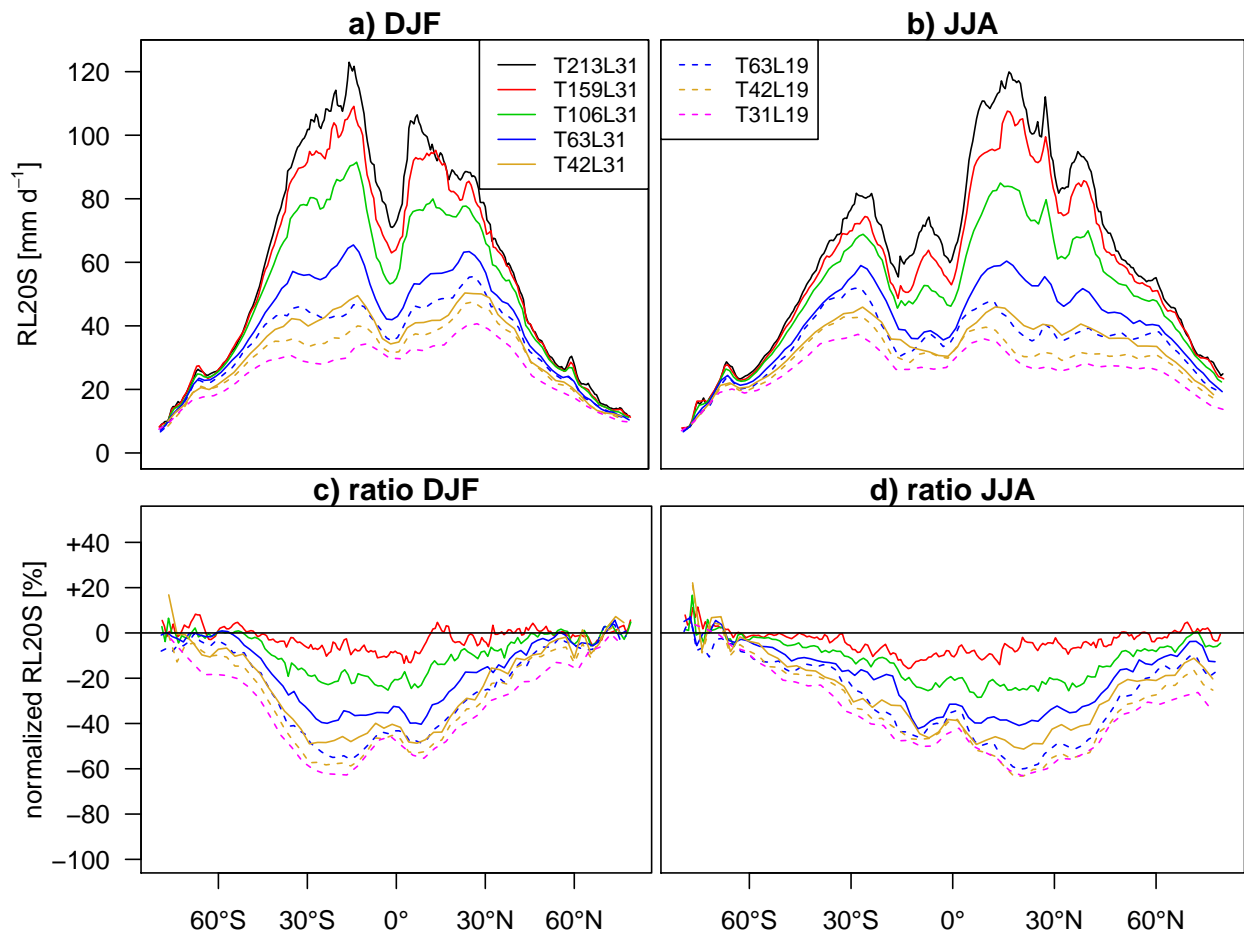 a) DJF
b) JJA
RL20S [mm d⁻¹]
120
100
80
60
40
20
0
T213L31
T159L31
T106L31
T63L31
T42L31
T63L19
T42L19
T31L19
c) ratio DJF
d) ratio JJA
normalized RL20S [%]
+40
+20
0
−20
−40
−60
−80
−100
60°S 30°S 0° 30°N 60°N
60°S 30°S 0° 30°N 60°N